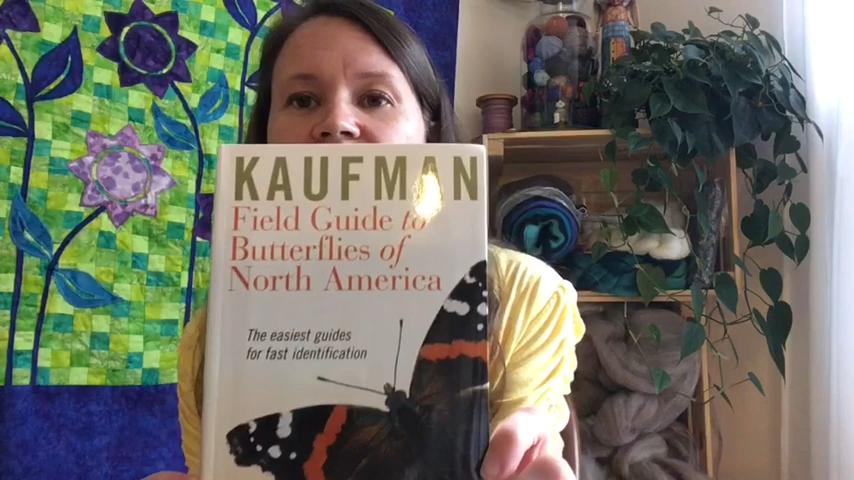 KAUFMAN
Field Guide to
Butterflies of
North America
The easiest guides
for fast identification